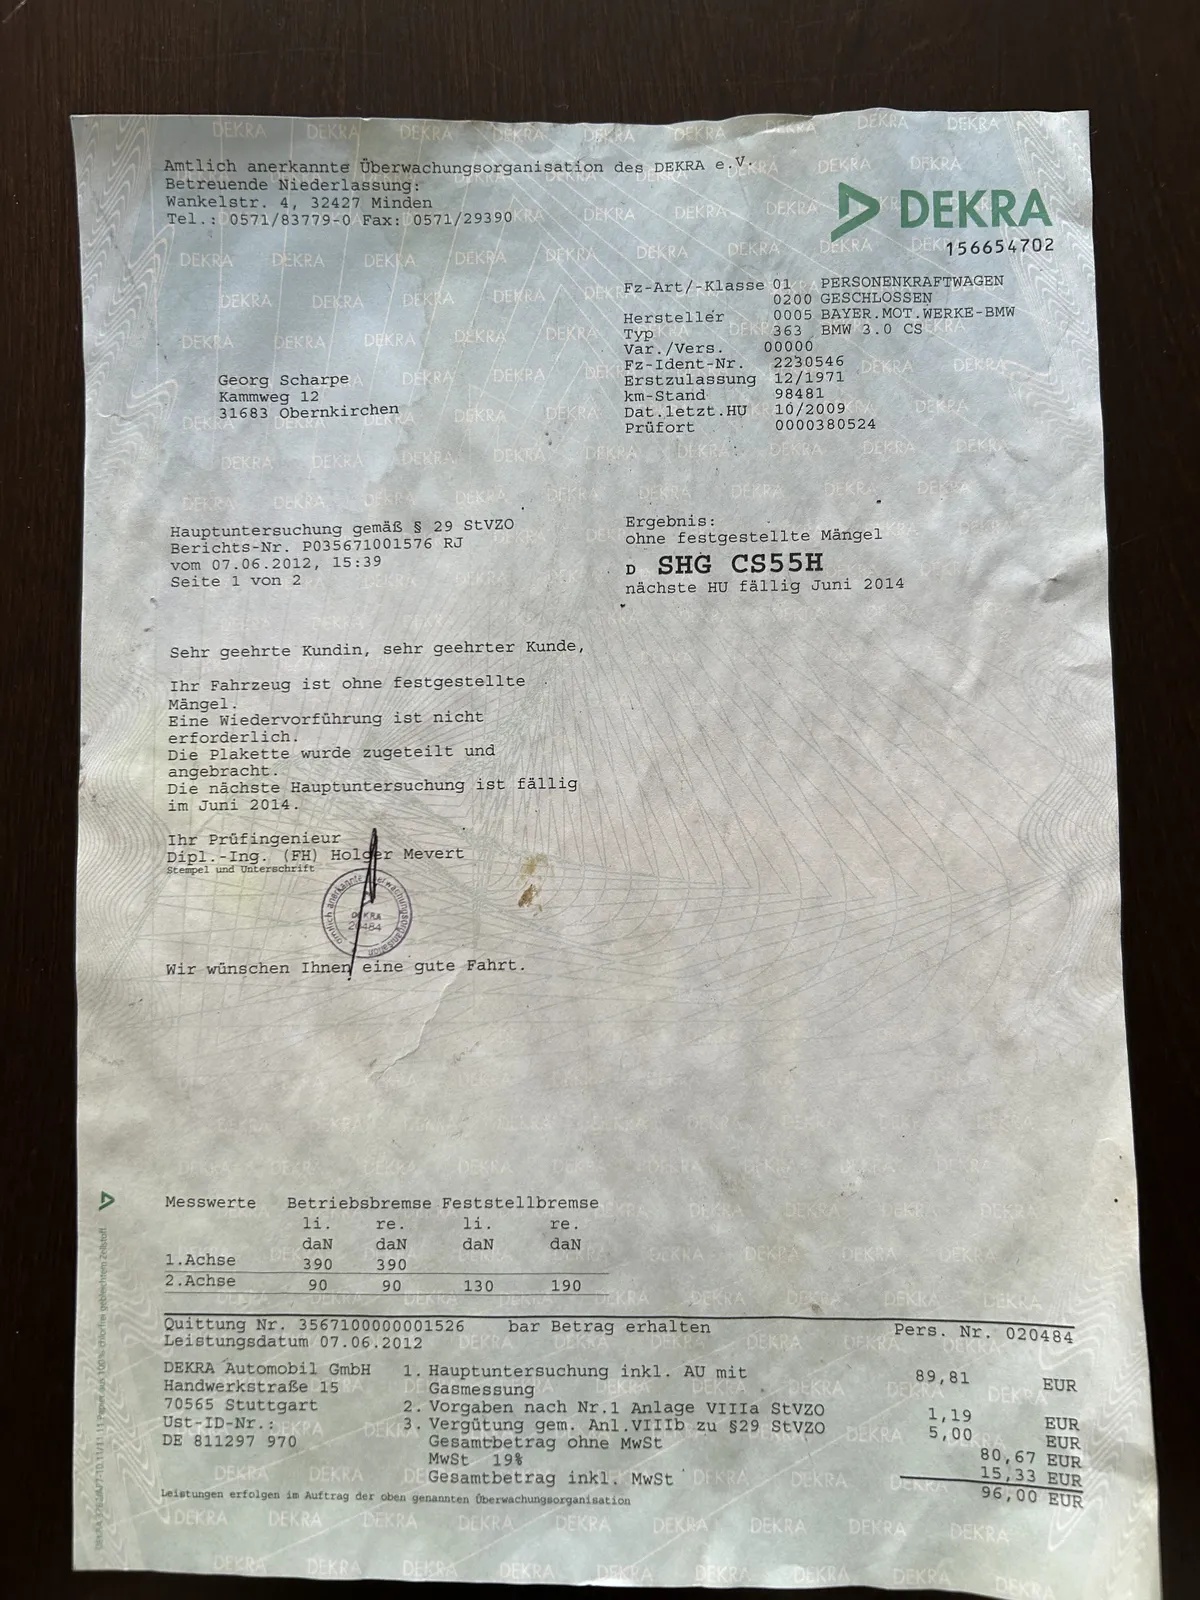 Amtlich anerkannte Überwachungsorganisation des DEKRA e.V.
Betreuende Niederlassung:
Wankelstr. 4, 32427 Minden
Tel.: 0571/83779-0 Fax: 0571/29390
DEKRA
156654702
Fz-Art/-Klasse 01 PERSONENKRAFTWAGEN
0200 GESCHLOSSEN
Hersteller 0005 BAYER.MOT.WERKE-BMW
Typ 363 BMW 3.0 CS
Var./Vers. 00000
Fz-Ident-Nr. 2230546
Erstzulassung 12/1971
km-Stand 98481
Dat.letzt.HU 10/2009
Prüfort 0000380524
Georg Scharpe
Kammweg 12
31683 Obernkirchen
Hauptuntersuchung gemäß § 29 StVZO
Berichts-Nr. P035671001576 RJ
vom 07.06.2012, 15:39
Seite 1 von 2
Ergebnis:
ohne festgestellte Mängel
D SHG CS55H
nächste HU fällig Juni 2014
Sehr geehrte Kundin, sehr geehrter Kunde,
Ihr Fahrzeug ist ohne festgestellte
Mängel.
Eine Wiedervorführung ist nicht
erforderlich.
Die Plakette wurde zugeteilt und
angebracht.
Die nächste Hauptuntersuchung ist fällig
im Juni 2014.
Ihr Prüfingenieur
Dipl.-Ing. (FH) Holger Mevert
Stempel und Unterschrift
amtlich anerkannte Überwachungsorganisation
DEKRA
20484
Wir wünschen Ihnen eine gute Fahrt.
Messwerte Betriebsbremse Feststellbremse
li. re. li. re.
daN daN daN daN
1.Achse 390 390
2.Achse 90 90 130 190
Quittung Nr. 3567100000001526 bar Betrag erhalten Pers. Nr. 020484
Leistungsdatum 07.06.2012
DEKRA Automobil GmbH
Handwerkstraße 15
70565 Stuttgart
Ust-ID-Nr.:
DE 811297 970
1. Hauptuntersuchung inkl. AU mit 89,81 EUR
Gasmessung
2. Vorgaben nach Nr.1 Anlage VIIIa StVZO 1,19 EUR
3. Vergütung gem. Anl.VIIIb zu §29 StVZO 5,00 EUR
Gesamtbetrag ohne MwSt 80,67 EUR
MwSt 19% 15,33 EUR
Gesamtbetrag inkl. MwSt 96,00 EUR
Leistungen erfolgen im Auftrag der oben genannten Überwachungsorganisation